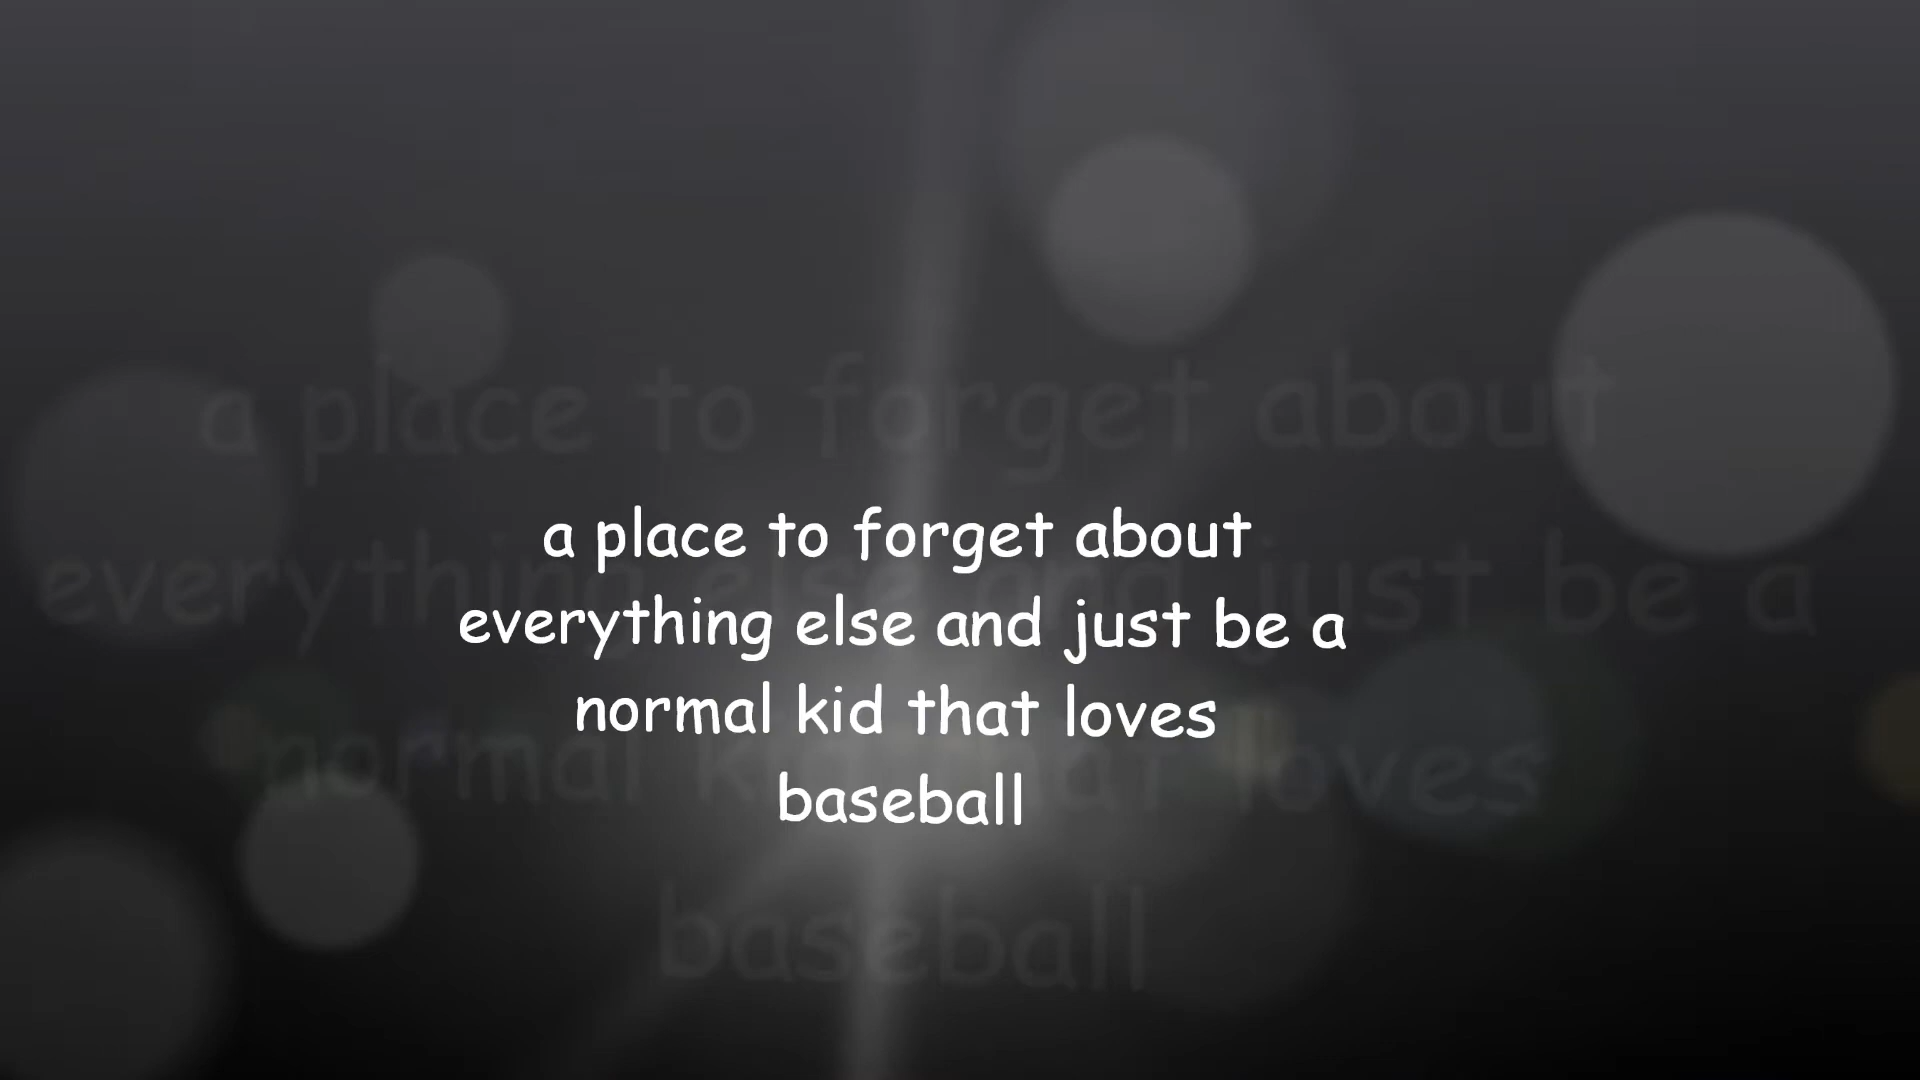 a place to forget about
everything else and just be a
normal kid that loves
baseball